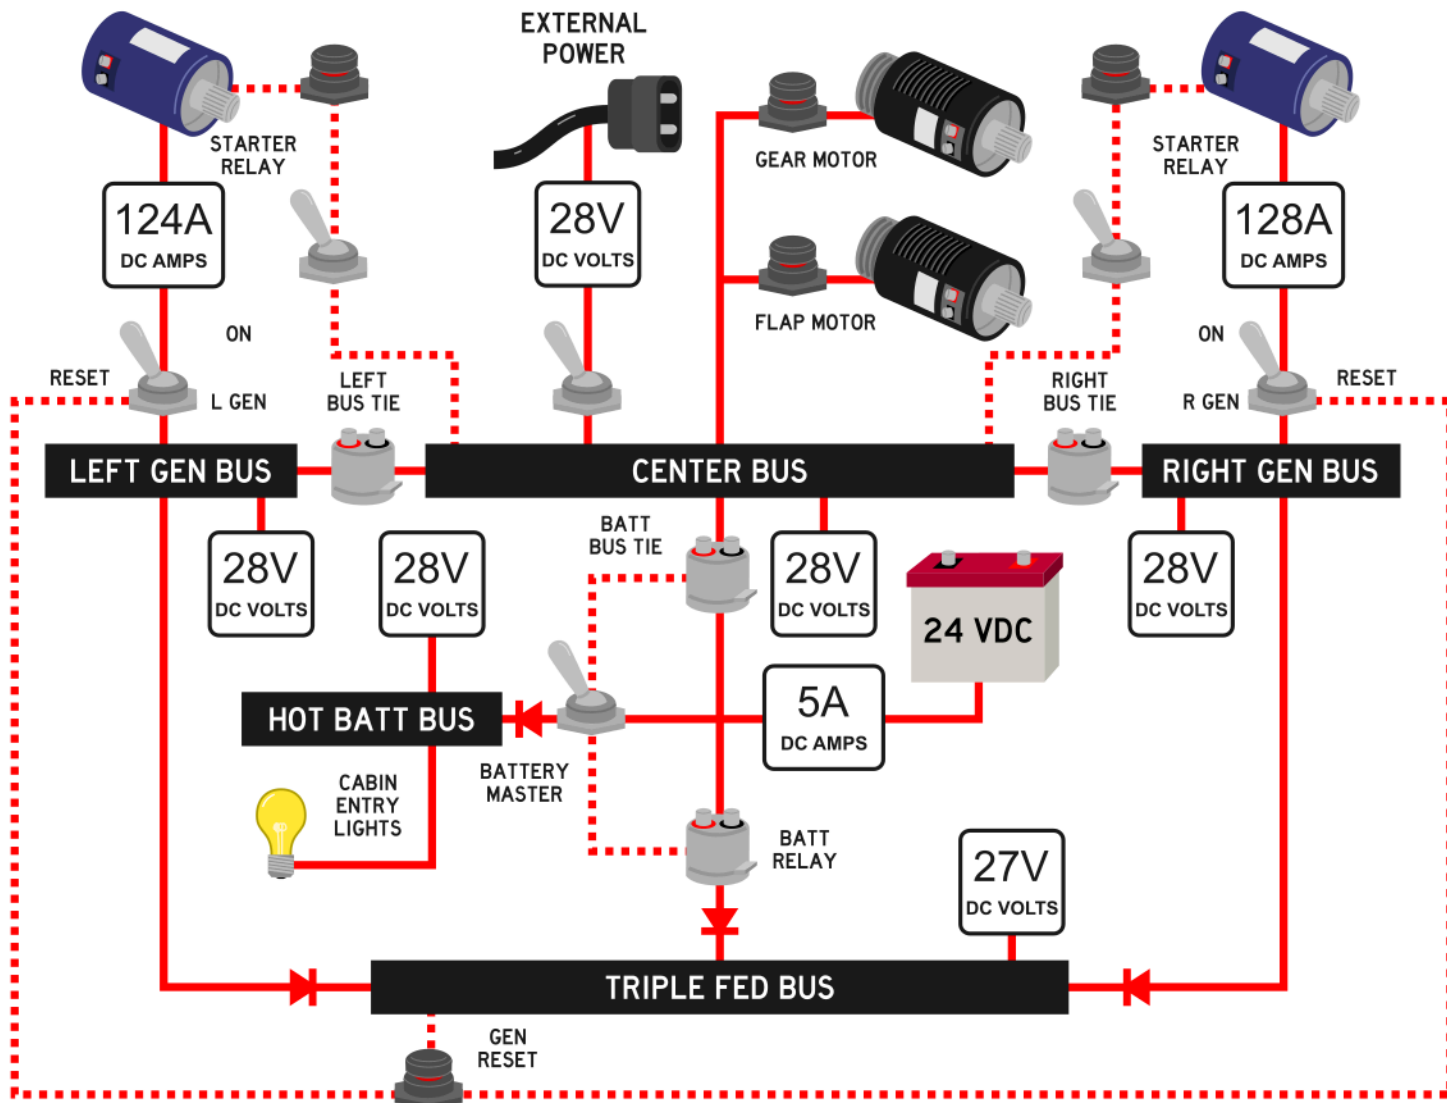 EXTERNAL
POWER
STARTER
RELAY
GEAR MOTOR
STARTER
RELAY
124A
DC AMPS
28V
DC VOLTS
128A
DC AMPS
FLAP MOTOR
ON
ON
RESET
L GEN
LEFT
BUS TIE
RIGHT
BUS TIE
R GEN
RESET
LEFT GEN BUS
CENTER BUS
RIGHT GEN BUS
28V
DC VOLTS
28V
DC VOLTS
BATT
BUS TIE
28V
DC VOLTS
24 VDC
28V
DC VOLTS
HOT BATT BUS
5A
DC AMPS
BATTERY
MASTER
CABIN
ENTRY
LIGHTS
BATT
RELAY
27V
DC VOLTS
TRIPLE FED BUS
GEN
RESET